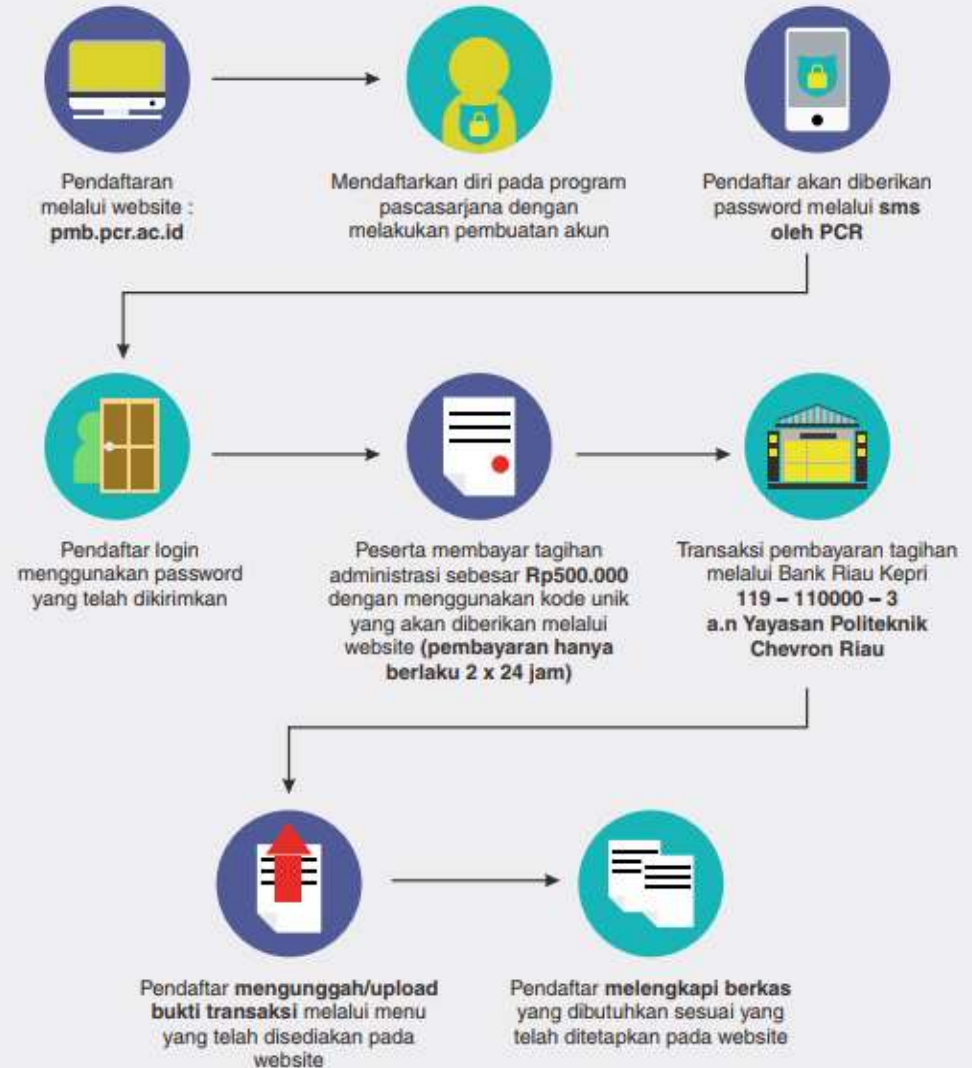 Pendaftaran
melalui website :
pmb.pcr.ac.id
Mendaftarkan diri pada program
pascasarjana dengan
melakukan pembuatan akun
Pendaftar akan diberikan
password melalui sms
oleh PCR
Pendaftar login
menggunakan password
yang telah dikirimkan
Peserta membayar tagihan
administrasi sebesar Rp500.000
dengan menggunakan kode unik
yang akan diberikan melalui
website (pembayaran hanya
berlaku 2 x 24 jam)
Transaksi pembayaran tagihan
melalui Bank Riau Kepri
119 – 110000 – 3
a.n Yayasan Politeknik
Chevron Riau
Pendaftar mengunggah/upload
bukti transaksi melalui menu
yang telah disediakan pada
website
Pendaftar melengkapi berkas
yang dibutuhkan sesuai yang
telah ditetapkan pada website